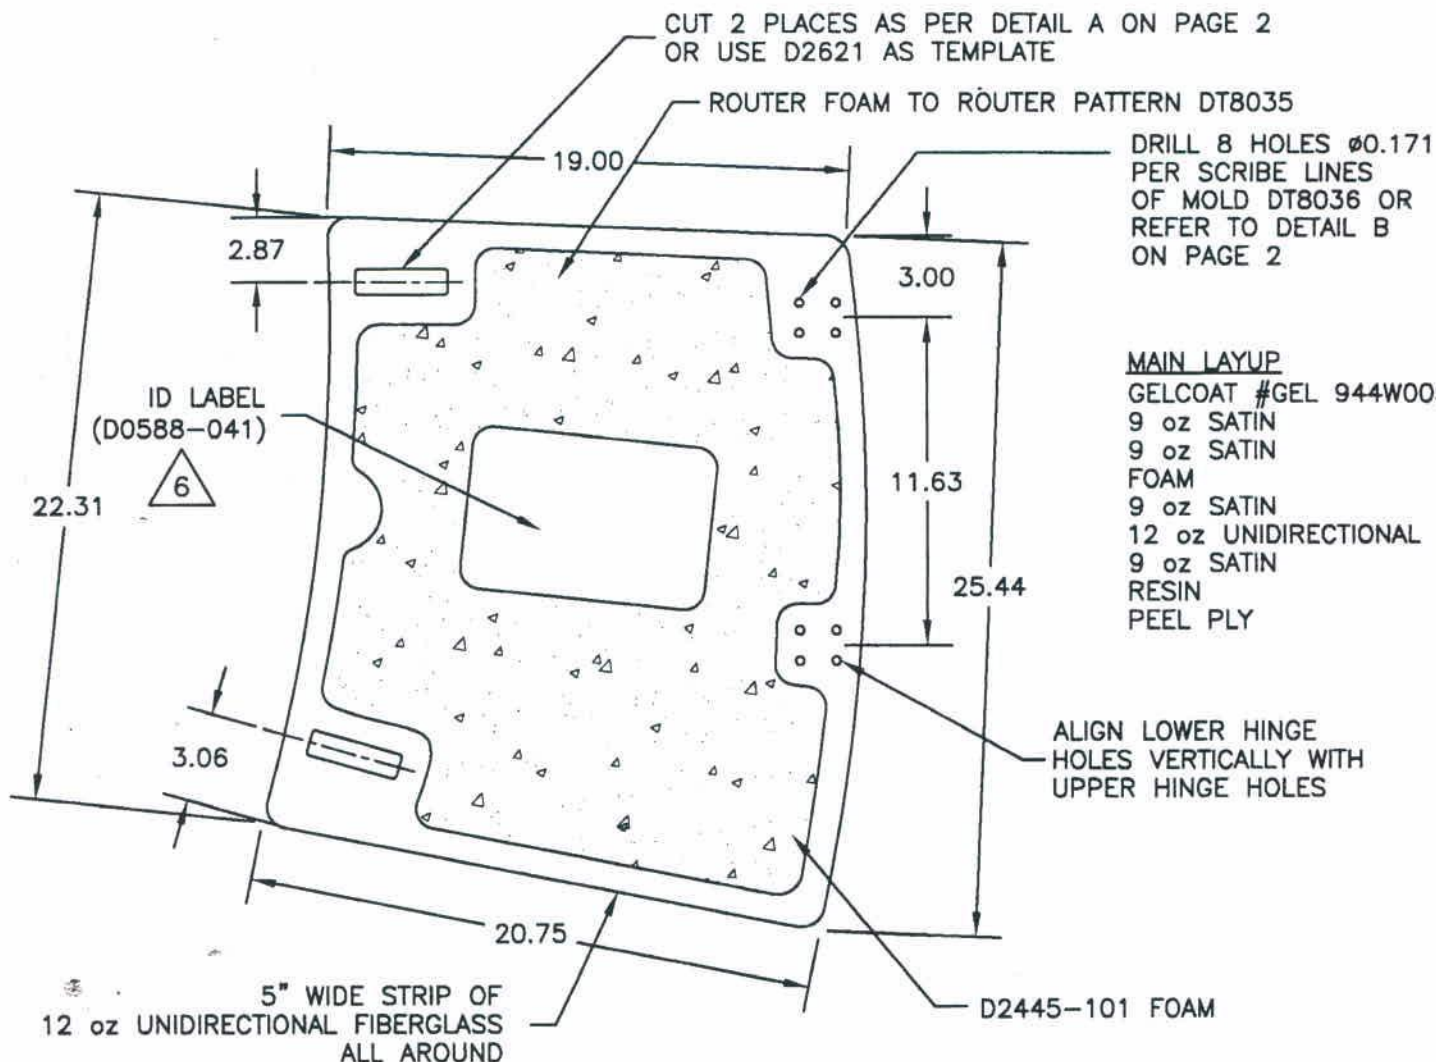 CUT 2 PLACES AS PER DETAIL A ON PAGE 2
OR USE D2621 AS TEMPLATE
ROUTER FOAM TO ROUTER PATTERN DT8035
DRILL 8 HOLES ø0.171
PER SCRIBE LINES
OF MOLD DT8036 OR
REFER TO DETAIL B
ON PAGE 2
19.00
2.87
3.00
MAIN LAYUP
GELCOAT #GEL 944W00
9 oz SATIN
9 oz SATIN
FOAM
9 oz SATIN
12 oz UNIDIRECTIONAL
9 oz SATIN
RESIN
PEEL PLY
ID LABEL
(D0588-041)
6
22.31
11.63
25.44
3.06
ALIGN LOWER HINGE
HOLES VERTICALLY WITH
UPPER HINGE HOLES
20.75
5" WIDE STRIP OF
12 oz UNIDIRECTIONAL FIBERGLASS
ALL AROUND
D2445-101 FOAM